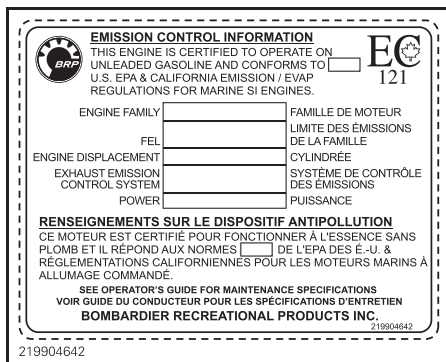 BRP
EMISSION CONTROL INFORMATION
THIS ENGINE IS CERTIFIED TO OPERATE ON
UNLEADED GASOLINE AND CONFORMS TO
U.S. EPA & CALIFORNIA EMISSION / EVAP
REGULATIONS FOR MARINE SI ENGINES.
EC
121
ENGINE FAMILY FAMILLE DE MOTEUR
FEL LIMITE DES ÉMISSIONS
DE LA FAMILLE
ENGINE DISPLACEMENT CYLINDRÉE
EXHAUST EMISSION SYSTÈME DE CONTRÔLE
CONTROL SYSTEM DES ÉMISSIONS
POWER PUISSANCE
RENSEIGNEMENTS SUR LE DISPOSITIF ANTIPOLLUTION
CE MOTEUR EST CERTIFIÉ POUR FONCTIONNER À L'ESSENCE SANS
PLOMB ET IL RÉPOND AUX NORMES DE L'EPA DES É.-U. &
RÉGLEMENTATIONS CALIFORNIENNES POUR LES MOTEURS MARINS À
ALLUMAGE COMMANDÉ.
SEE OPERATOR'S GUIDE FOR MAINTENANCE SPECIFICATIONS
VOIR GUIDE DU CONDUCTEUR POUR LES SPÉCIFICATIONS D'ENTRETIEN
BOMBARDIER RECREATIONAL PRODUCTS INC.
219904642
219904642